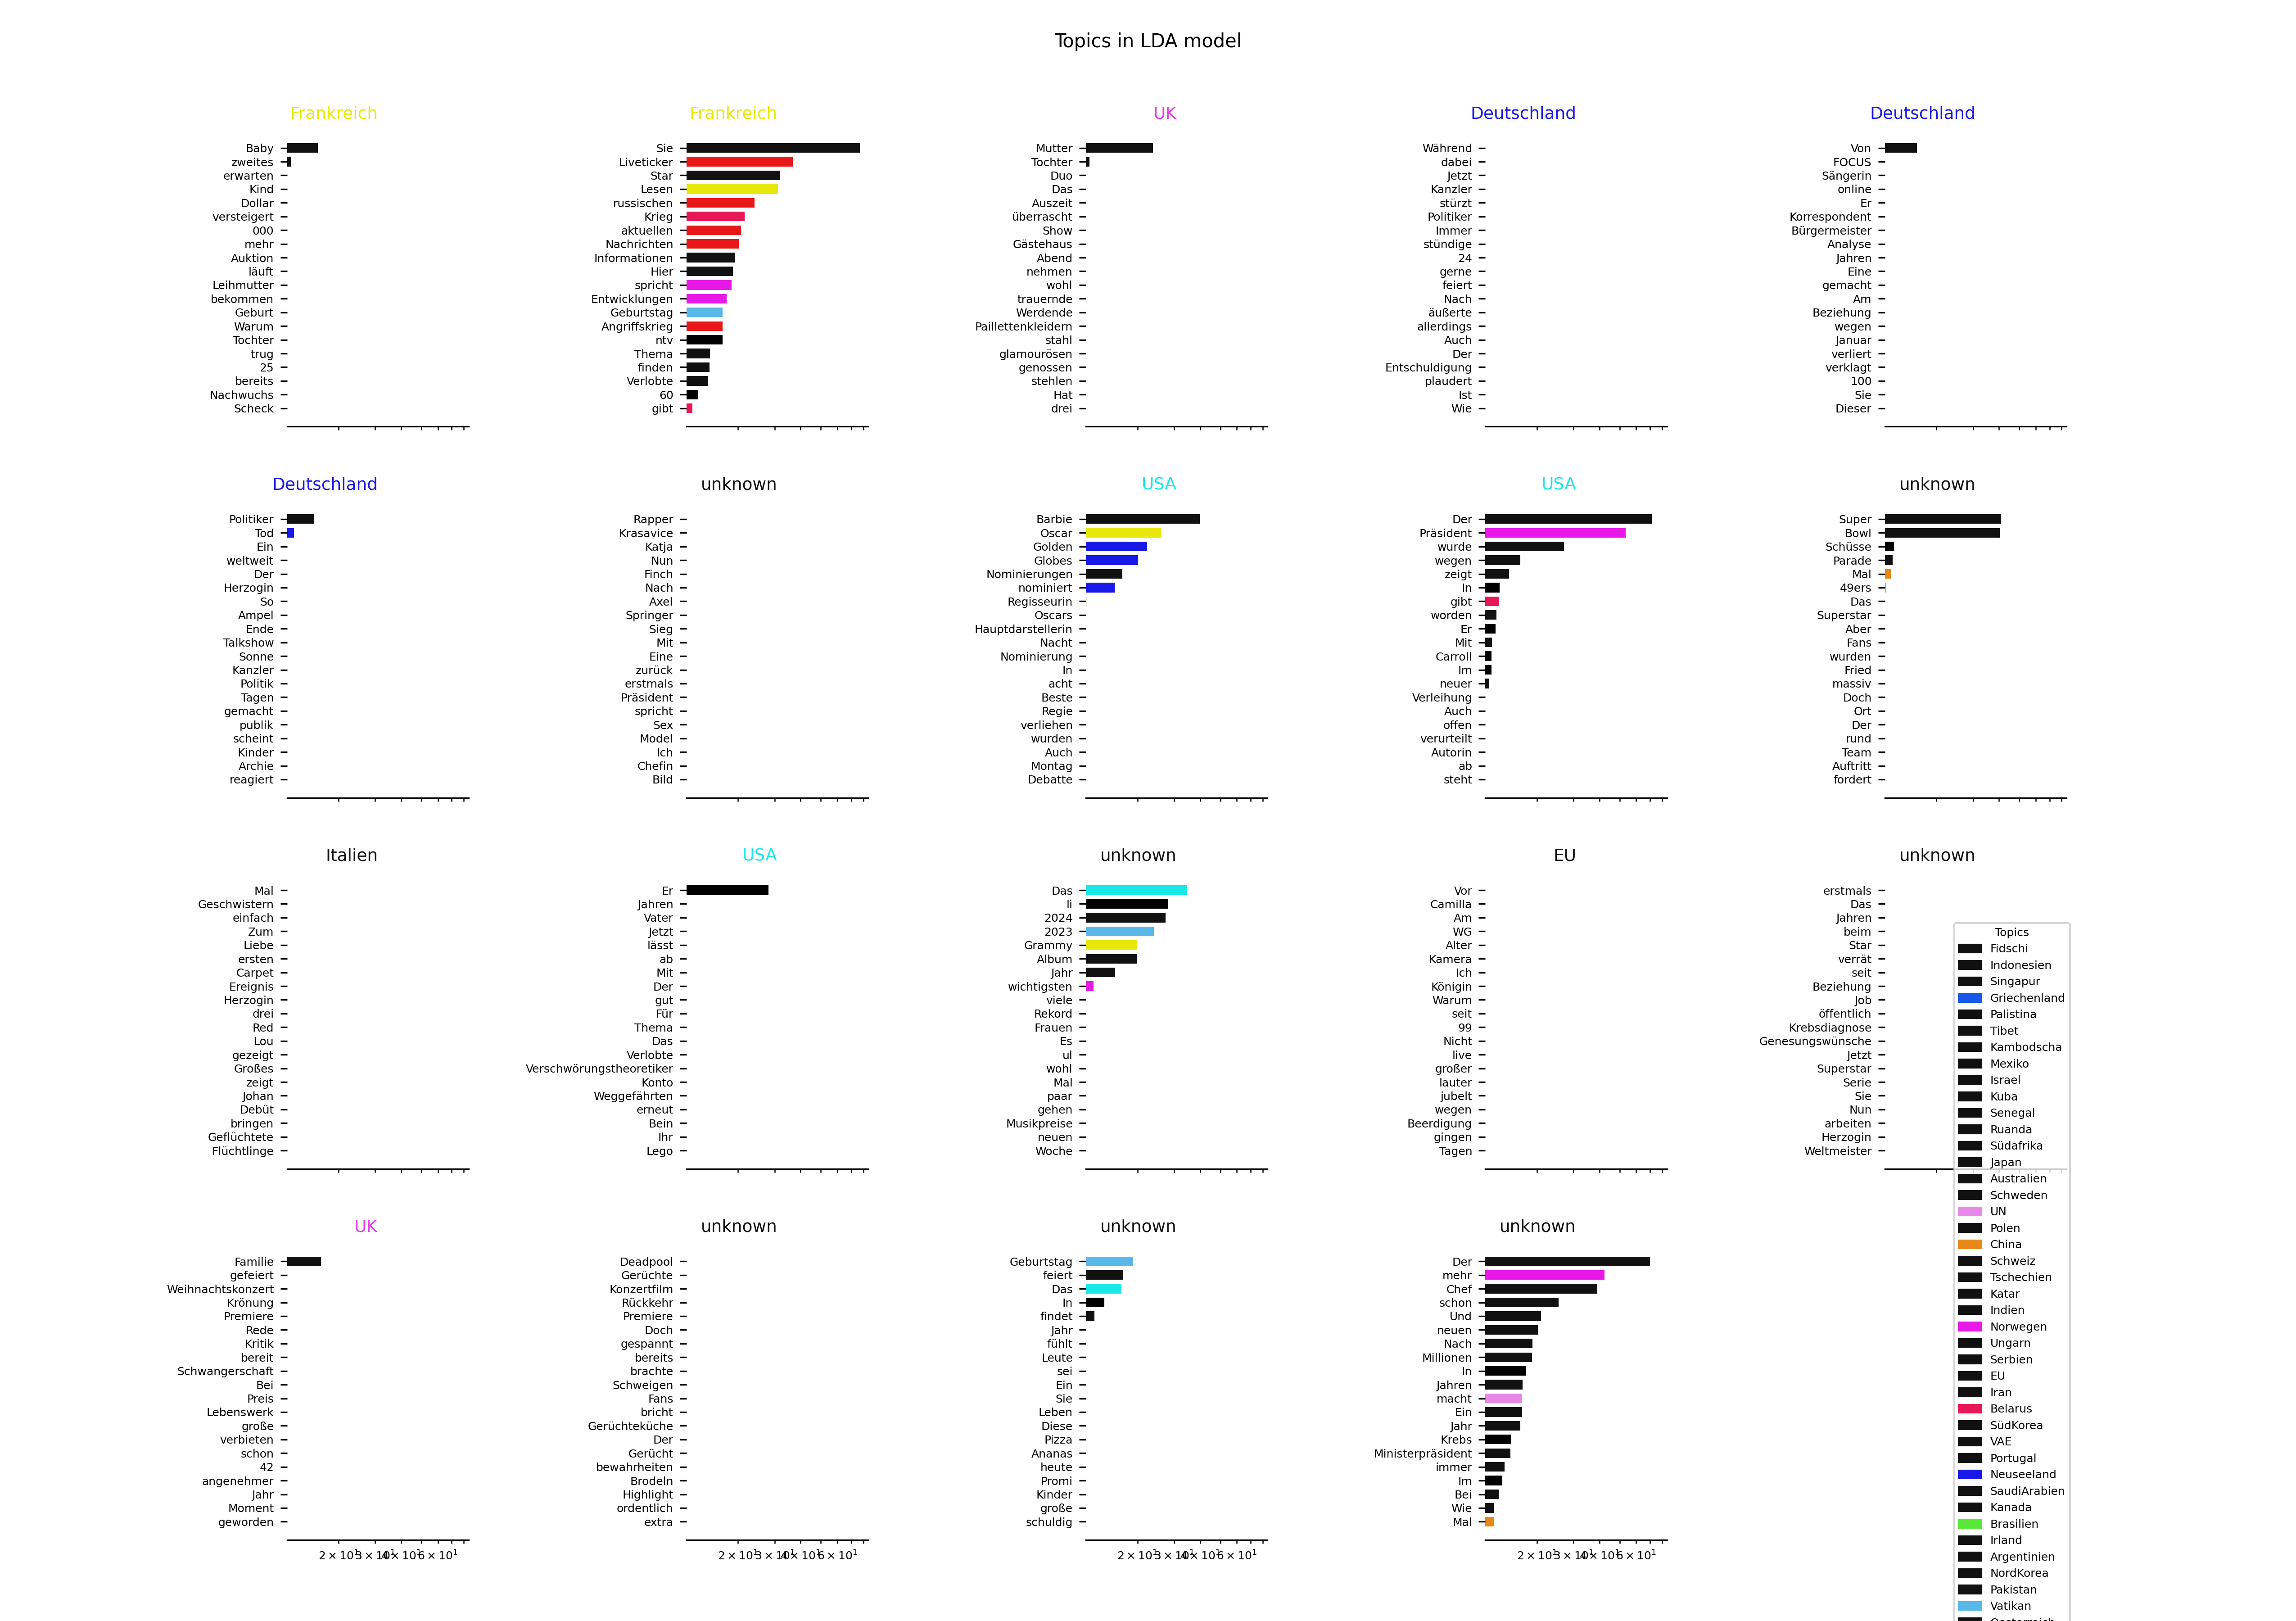 Topics in LDA model
Frankreich
Baby
zweites
erwarten
Kind
Dollar
versteigert
000
mehr
Auktion
läuft
Leihmutter
bekommen
Geburt
Warum
Tochter
trug
25
bereits
Nachwuchs
Scheck
Frankreich
Sie
Liveticker
Star
Lesen
russischen
Krieg
aktuellen
Nachrichten
Informationen
Hier
spricht
Entwicklungen
Geburtstag
Angriffskrieg
ntv
Thema
finden
Verlobte
60
gibt
UK
Mutter
Tochter
Duo
Das
Auszeit
überrascht
Show
Gästehaus
Abend
nehmen
wohl
trauernde
Werdende
Paillettenkleidern
stahl
glamourösen
genossen
stehlen
Hat
drei
Deutschland
Während
dabei
Jetzt
Kanzler
stürzt
Politiker
Immer
stündige
24
gerne
feiert
Nach
äußerte
allerdings
Auch
Der
Entschuldigung
plaudert
Ist
Wie
Deutschland
Von
FOCUS
Sängerin
online
Er
Korrespondent
Bürgermeister
Analyse
Jahren
Eine
gemacht
Am
Beziehung
wegen
Januar
verliert
verklagt
100
Sie
Dieser
Deutschland
Politiker
Tod
Ein
weltweit
Der
Herzogin
So
Ampel
Ende
Talkshow
Sonne
Kanzler
Politik
Tagen
gemacht
publik
scheint
Kinder
Archie
reagiert
unknown
Rapper
Krasavice
Katja
Nun
Finch
Nach
Axel
Springer
Sieg
Mit
Eine
zurück
erstmals
Präsident
spricht
Sex
Model
Ich
Chefin
Bild
USA
Barbie
Oscar
Golden
Globes
Nominierungen
nominiert
Regisseurin
Oscars
Hauptdarstellerin
Nacht
Nominierung
In
acht
Beste
Regie
verliehen
wurden
Auch
Montag
Debatte
USA
Der
Präsident
wurde
wegen
zeigt
In
gibt
worden
Er
Mit
Carroll
Im
neuer
Verleihung
Auch
offen
verurteilt
Autorin
ab
steht
unknown
Super
Bowl
Schüsse
Parade
Mal
49ers
Das
Superstar
Aber
Fans
wurden
Fried
massiv
Doch
Ort
Der
rund
Team
Auftritt
fordert
Italien
Mal
Geschwistern
einfach
Zum
Liebe
ersten
Carpet
Ereignis
Herzogin
drei
Red
Lou
gezeigt
Großes
zeigt
Johan
Debüt
bringen
Geflüchtete
Flüchtlinge
USA
Er
Jahren
Vater
Jetzt
lässt
ab
Mit
Der
gut
Für
Thema
Das
Verlobte
Verschwörungstheoretiker
Konto
Weggefährten
erneut
Bein
Ihr
Lego
unknown
Das
li
2024
2023
Grammy
Album
Jahr
wichtigsten
viele
Rekord
Frauen
Es
ul
wohl
Mal
paar
gehen
Musikpreise
neuen
Woche
EU
Vor
Camilla
Am
WG
Alter
Kamera
Ich
Königin
Warum
seit
99
Nicht
live
großer
lauter
jubelt
wegen
Beerdigung
gingen
Tagen
unknown
erstmals
Das
Jahren
beim
Star
verrät
seit
Beziehung
Job
öffentlich
Krebsdiagnose
Genesungswünsche
Jetzt
Superstar
Serie
Sie
Nun
arbeiten
Herzogin
Weltmeister
UK
Familie
gefeiert
Weihnachtskonzert
Krönung
Premiere
Rede
Kritik
bereit
Schwangerschaft
Bei
Preis
Lebenswerk
große
verbieten
schon
42
angenehmer
Jahr
Moment
geworden
unknown
Deadpool
Gerüchte
Konzertfilm
Rückkehr
Premiere
Doch
gespannt
bereits
brachte
Schweigen
Fans
bricht
Gerüchteküche
Der
Gerücht
bewahrheiten
Brodeln
Highlight
ordentlich
extra
unknown
Geburtstag
feiert
Das
In
findet
Jahr
fühlt
Leute
sei
Ein
Sie
Leben
Diese
Pizza
Ananas
heute
Promi
Kinder
große
schuldig
unknown
Der
mehr
Chef
schon
Und
neuen
Nach
Millionen
In
Jahren
macht
Ein
Jahr
Krebs
Ministerpräsident
immer
Im
Bei
Wie
Mal
Topics
Fidschi
Indonesien
Singapur
Griechenland
Palistina
Tibet
Kambodscha
Mexiko
Israel
Kuba
Senegal
Ruanda
Südafrika
Japan
Australien
Schweden
UN
Polen
China
Schweiz
Tschechien
Katar
Indien
Norwegen
Ungarn
Serbien
EU
Iran
Belarus
SüdKorea
VAE
Portugal
Neuseeland
SaudiArabien
Kanada
Brasilien
Irland
Argentinien
NordKorea
Pakistan
Vatikan